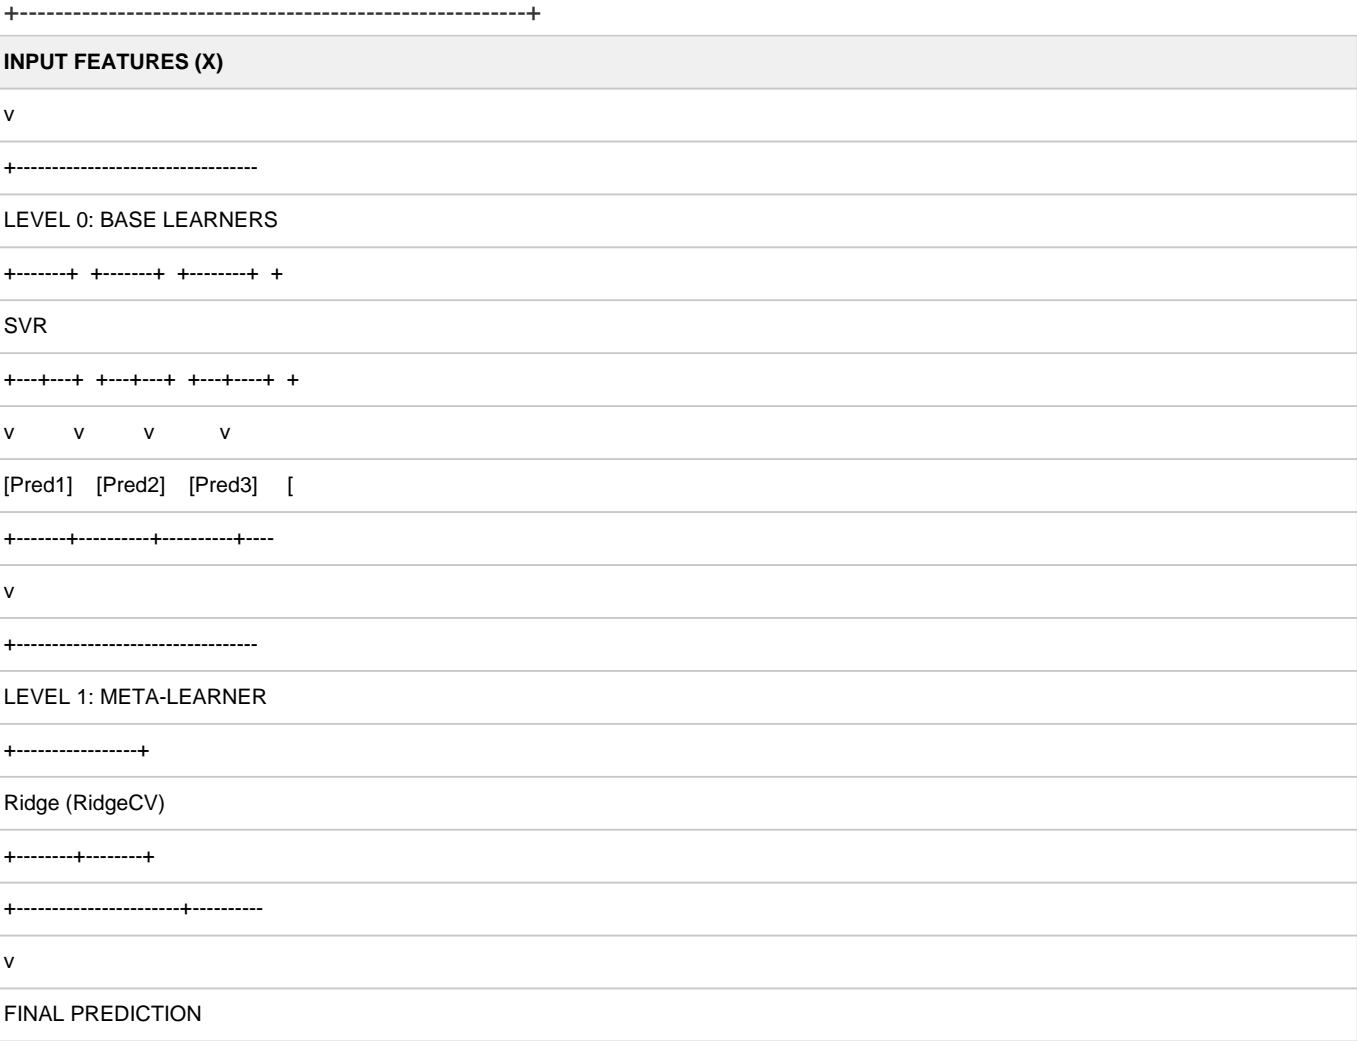 +---------------------------------------------------------+
INPUT FEATURES (X)
v
+----------------------------------
LEVEL 0: BASE LEARNERS
+-------+ +-------+ +--------+ +
SVR
+---+---+ +---+---+ +---+----+ +
v v v v
[Pred1] [Pred2] [Pred3] [
+-------+----------+----------+----
v
+----------------------------------
LEVEL 1: META-LEARNER
+-----------------+
Ridge (RidgeCV)
+--------+--------+
+-----------------------+----------
v
FINAL PREDICTION